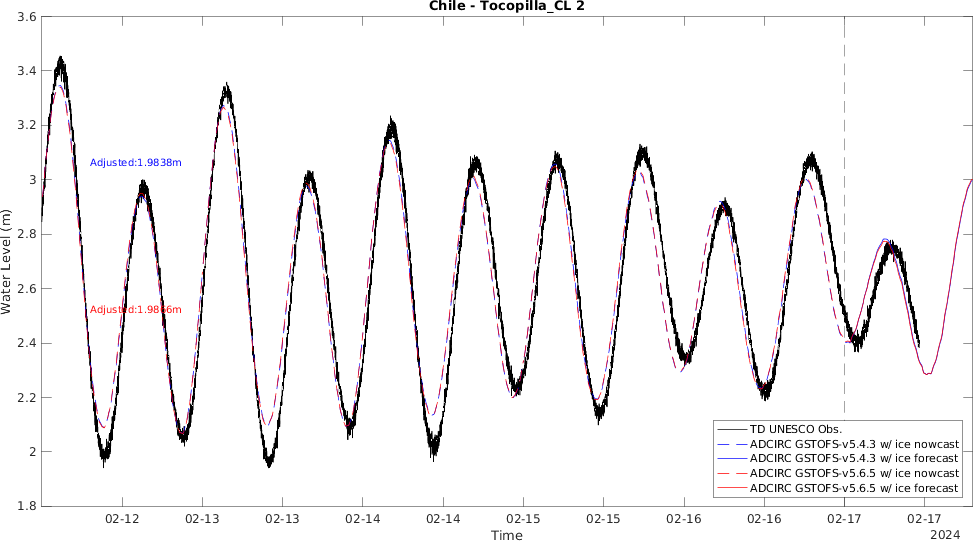 Chile - Tocopilla_CL 2
3.6
3.4
3.2
3
2.8
2.6
2.4
2.2
2
1.8
Water Level (m)
Adjusted:1.9838m
Adjusted:1.9866m
TD UNESCO Obs.
ADCIRC GSTOFS-v5.4.3 w/ ice nowcast
ADCIRC GSTOFS-v5.4.3 w/ ice forecast
ADCIRC GSTOFS-v5.6.5 w/ ice nowcast
ADCIRC GSTOFS-v5.6.5 w/ ice forecast
02-12 02-13 02-13 02-14 02-14 02-15 02-15 02-16 02-16 02-17 02-17
Time
2024